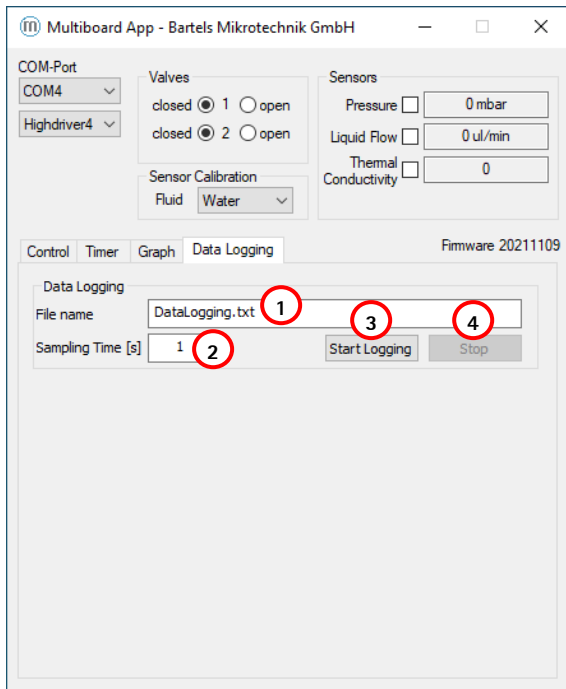 Multiboard App - Bartels Mikrotechnik GmbH
COM-Port
COM4
Highdriver4
Valves
closed 1 open
closed 2 open
Sensor Calibration
Fluid Water
Sensors
Pressure 0 mbar
Liquid Flow 0 ul/min
Thermal
Conductivity 0
Control Timer Graph Data Logging Firmware 20211109
Data Logging
File name DataLogging.txt 1
Sampling Time [s] 1 2
3 4
Start Logging Stop